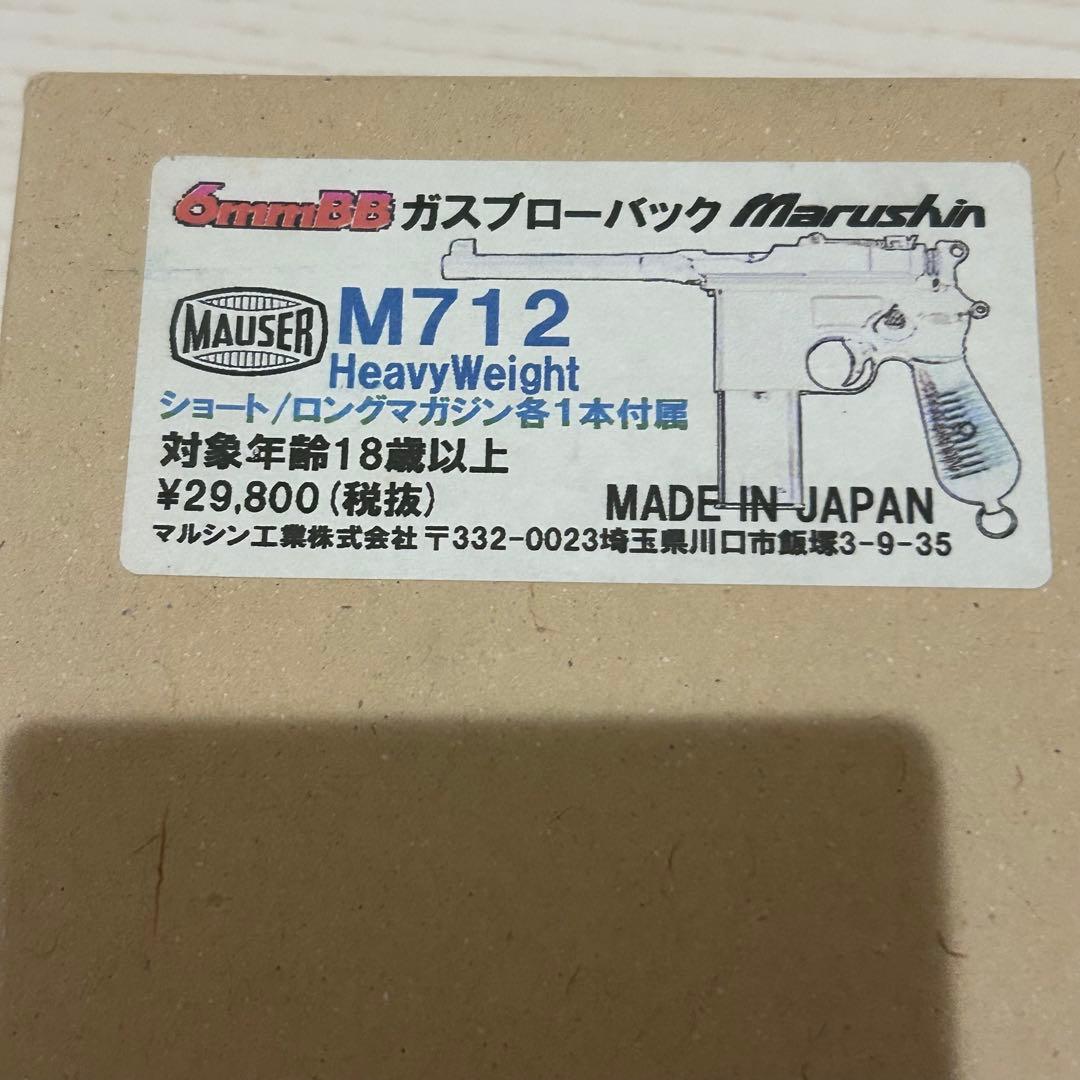 6mmBB ガスブローバック Marushin
MAUSER M712
HeavyWeight
ショート/ロングマガジン各1本付属
対象年齢18歳以上
¥29,800(税抜) MADE IN JAPAN
マルシン工業株式会社〒332-0023埼玉県川口市飯塚3-9-35